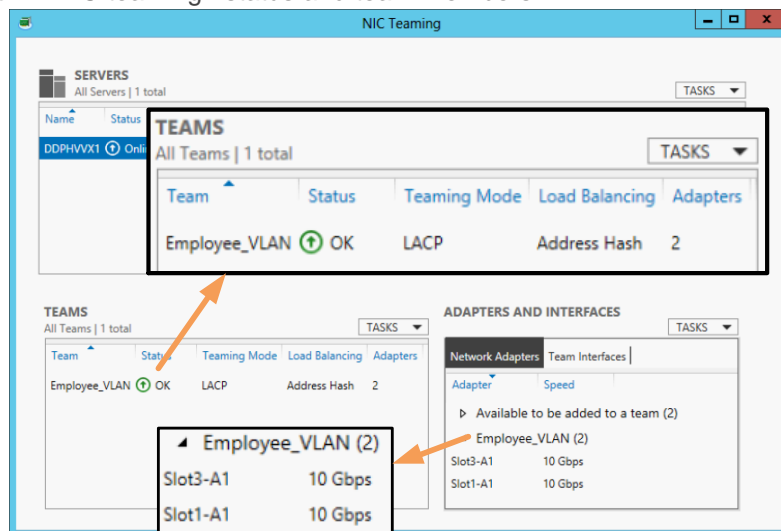 NIC Teaming
SERVERS
All Servers | 1 total
TASKS
Name Status
DDPHVVX1
TEAMS
All Teams | 1 total
TASKS
Team Status Teaming Mode Load Balancing Adapters
Employee_VLAN OK LACP Address Hash 2
TEAMS
All Teams | 1 total
TASKS
Team Status Teaming Mode Load Balancing Adapters
Employee_VLAN OK LACP Address Hash 2
ADAPTERS AND INTERFACES
TASKS
Network Adapters Team Interfaces
Adapter Speed
Available to be added to a team (2)
Employee_VLAN (2)
Slot3-A1 10 Gbps
Slot1-A1 10 Gbps
Employee_VLAN (2)
Slot3-A1 10 Gbps
Slot1-A1 10 Gbps